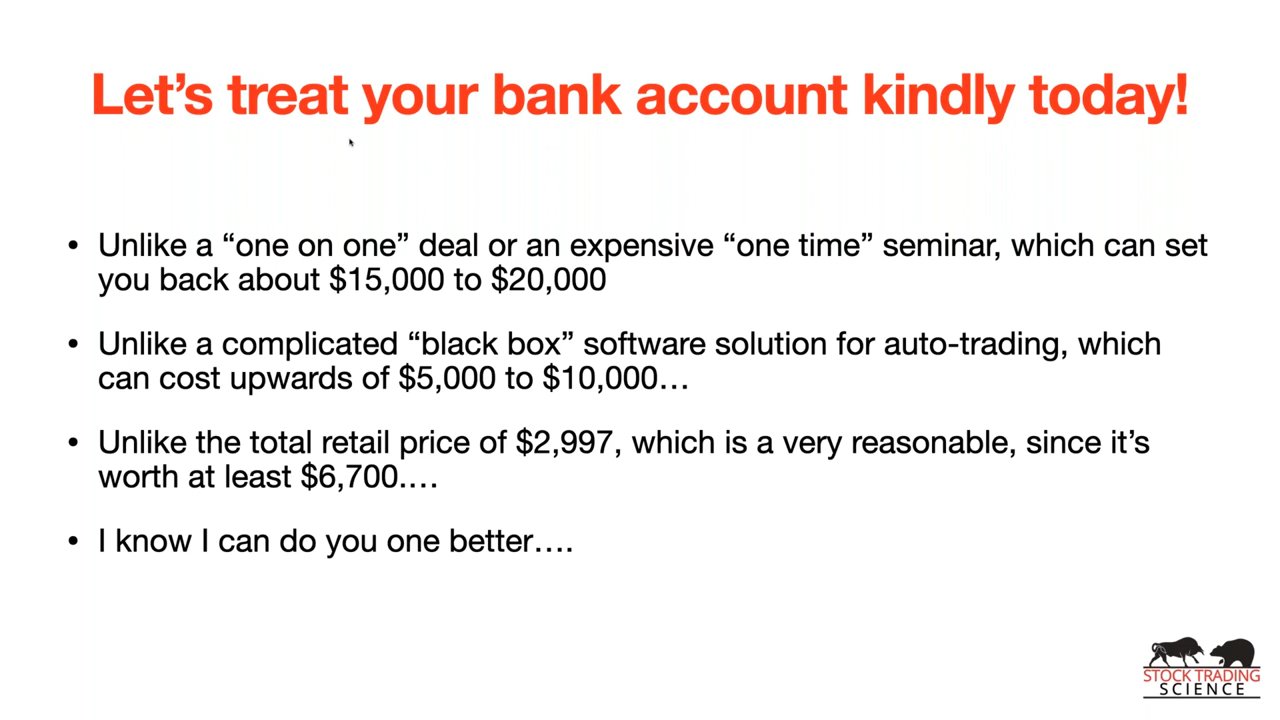 Let’s treat your bank account kindly today!
• Unlike a “one on one” deal or an expensive “one time” seminar, which can set
you back about $15,000 to $20,000
• Unlike a complicated “black box” software solution for auto-trading, which
can cost upwards of $5,000 to $10,000…
• Unlike the total retail price of $2,997, which is a very reasonable, since it’s
worth at least $6,700.…
• I know I can do you one better….
STOCK TRADING
SCIENCE